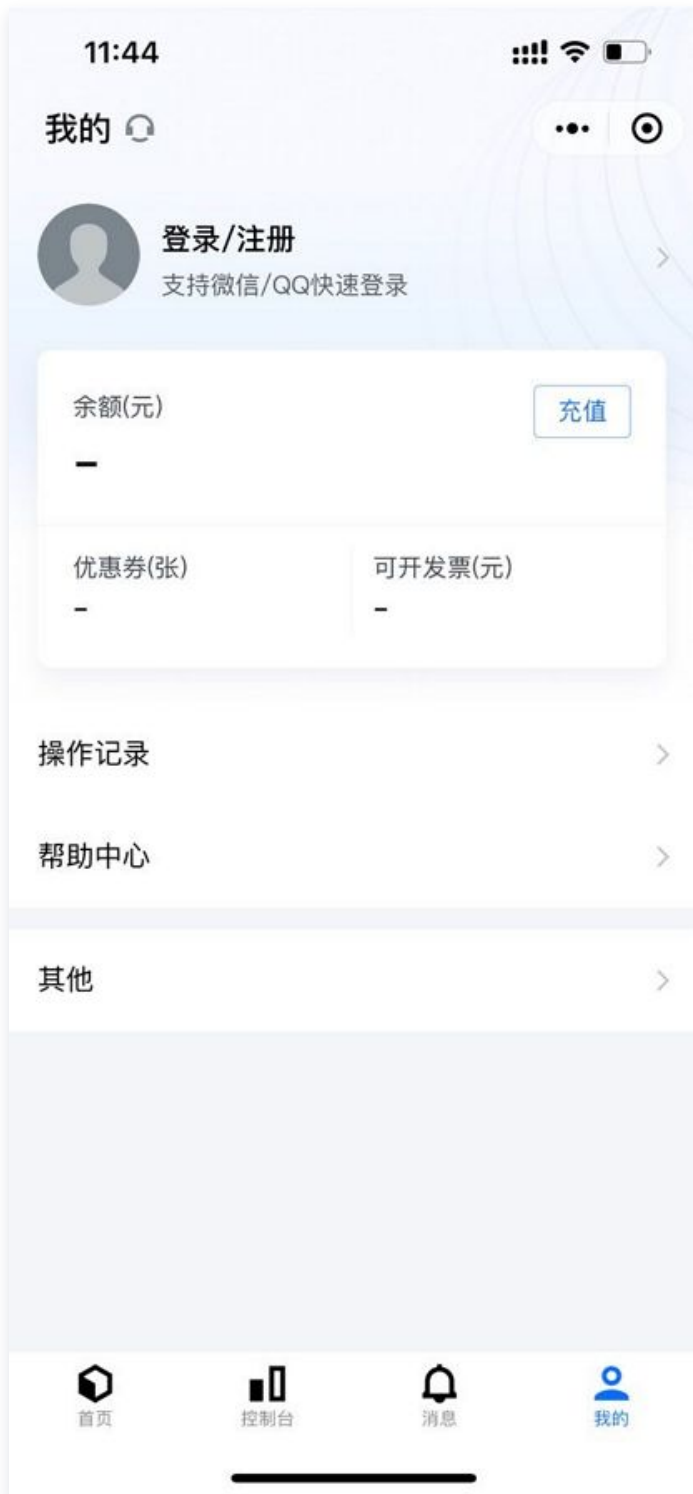 11:44
我的
登录/注册
支持微信/QQ快速登录
余额(元)
充值
–
优惠券(张)
可开发票(元)
-
-
操作记录
帮助中心
其他
首页
控制台
消息
我的